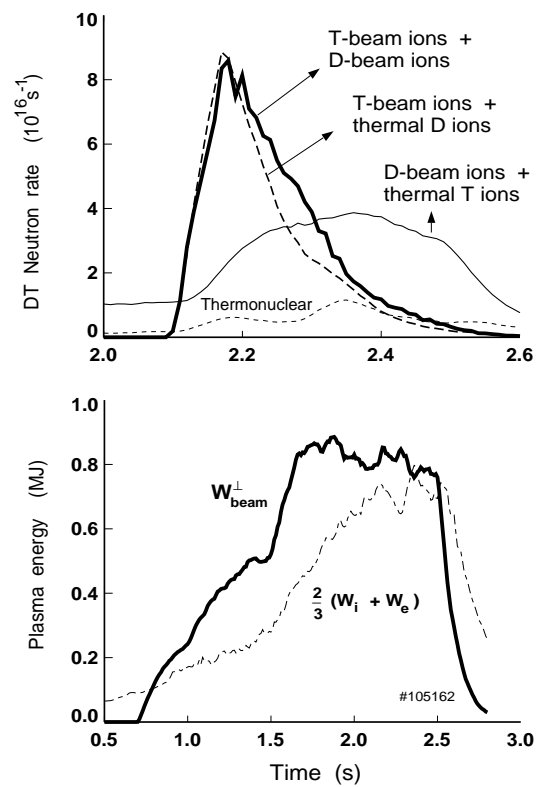 10
8
6
4
2
0
DT Neutron rate (10^16 s^-1)
T-beam ions +
D-beam ions
T-beam ions +
thermal D ions
D-beam ions +
thermal T ions
Thermonuclear
2.0 2.2 2.4 2.6
1.0
0.8
0.6
0.4
0.2
0.0
Plasma energy (MJ)
W⊥beam
2/3 (Wi + We)
#105162
0.5 1.0 1.5 2.0 2.5 3.0
Time (s)